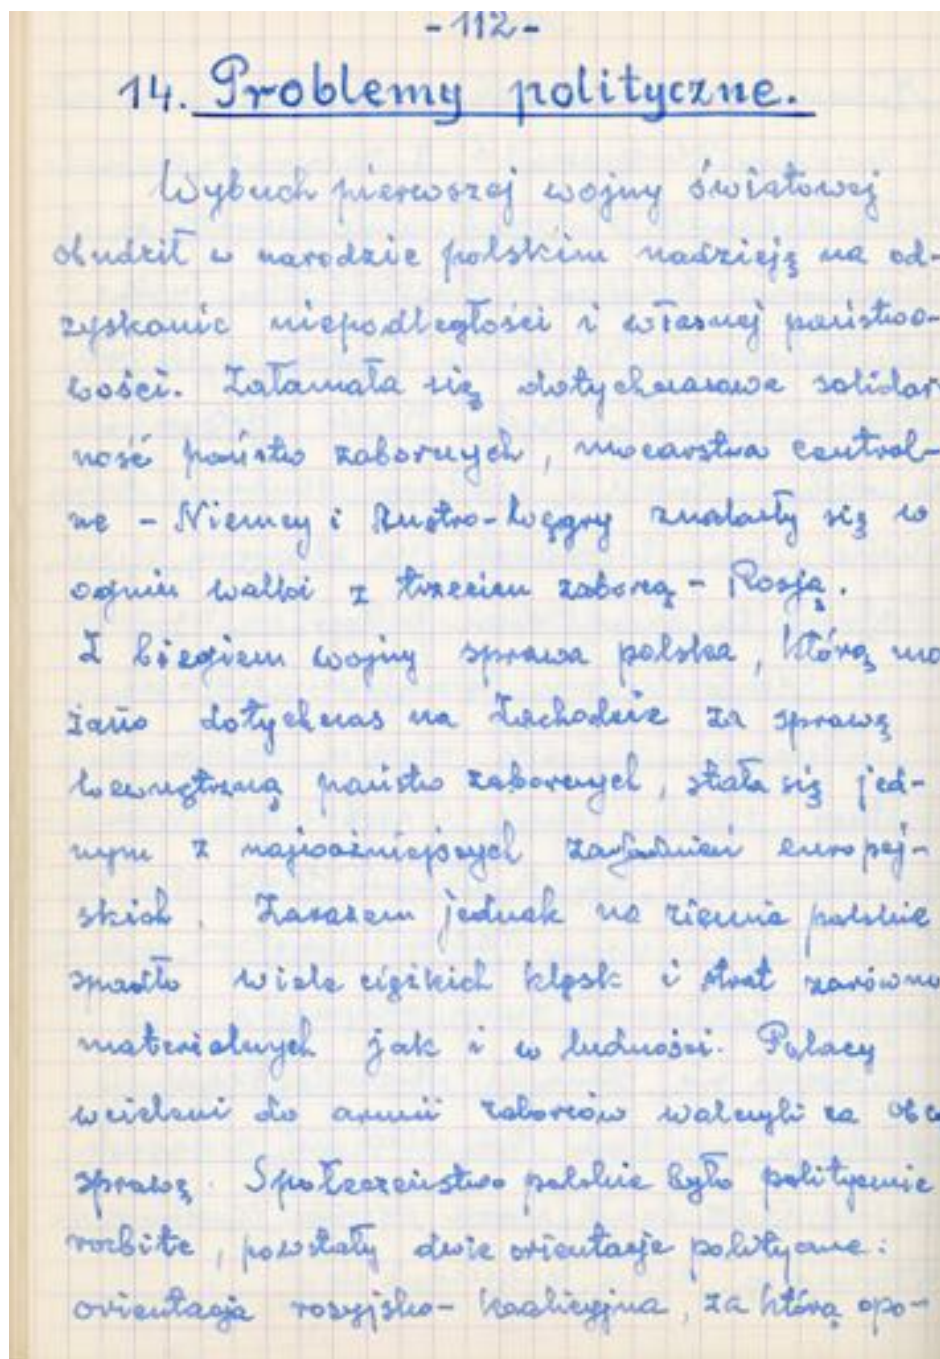 -112-
14. Problemy polityczne.
Wybuch pierwszej wojny światowej
obudził w narodzie polskim nadzieję na od-
zyskanie niepodległości i własnej państwo-
wości. Załamała się dotychczasowa solidar
ność państw zaborczych, mocarstwa central-
ne - Niemcy i Austro-Węgry znalazły się w
ogniu walki z trzecim zaborcą - Rosją.
Z biegiem wojny sprawa polska, którą uwa
żano dotychczas na Zachodzie za sprawę
wewnętrzną państw zaborczych, stała się jed-
nym z najważniejszych zagadnień europej-
skich. Zarazem jednak na ziemie polskie
spadło wiele ciężkich klęsk i strat zarówno
materialnych jak i w ludności. Polacy
wcieleni do armii zaborców walczyli za obcą
sprawę. Społeczeństwo polskie było politycznie
rozbite, powstały dwie orientacje polityczne:
orientacja rosyjsko-koalicyjna, za którą opo-